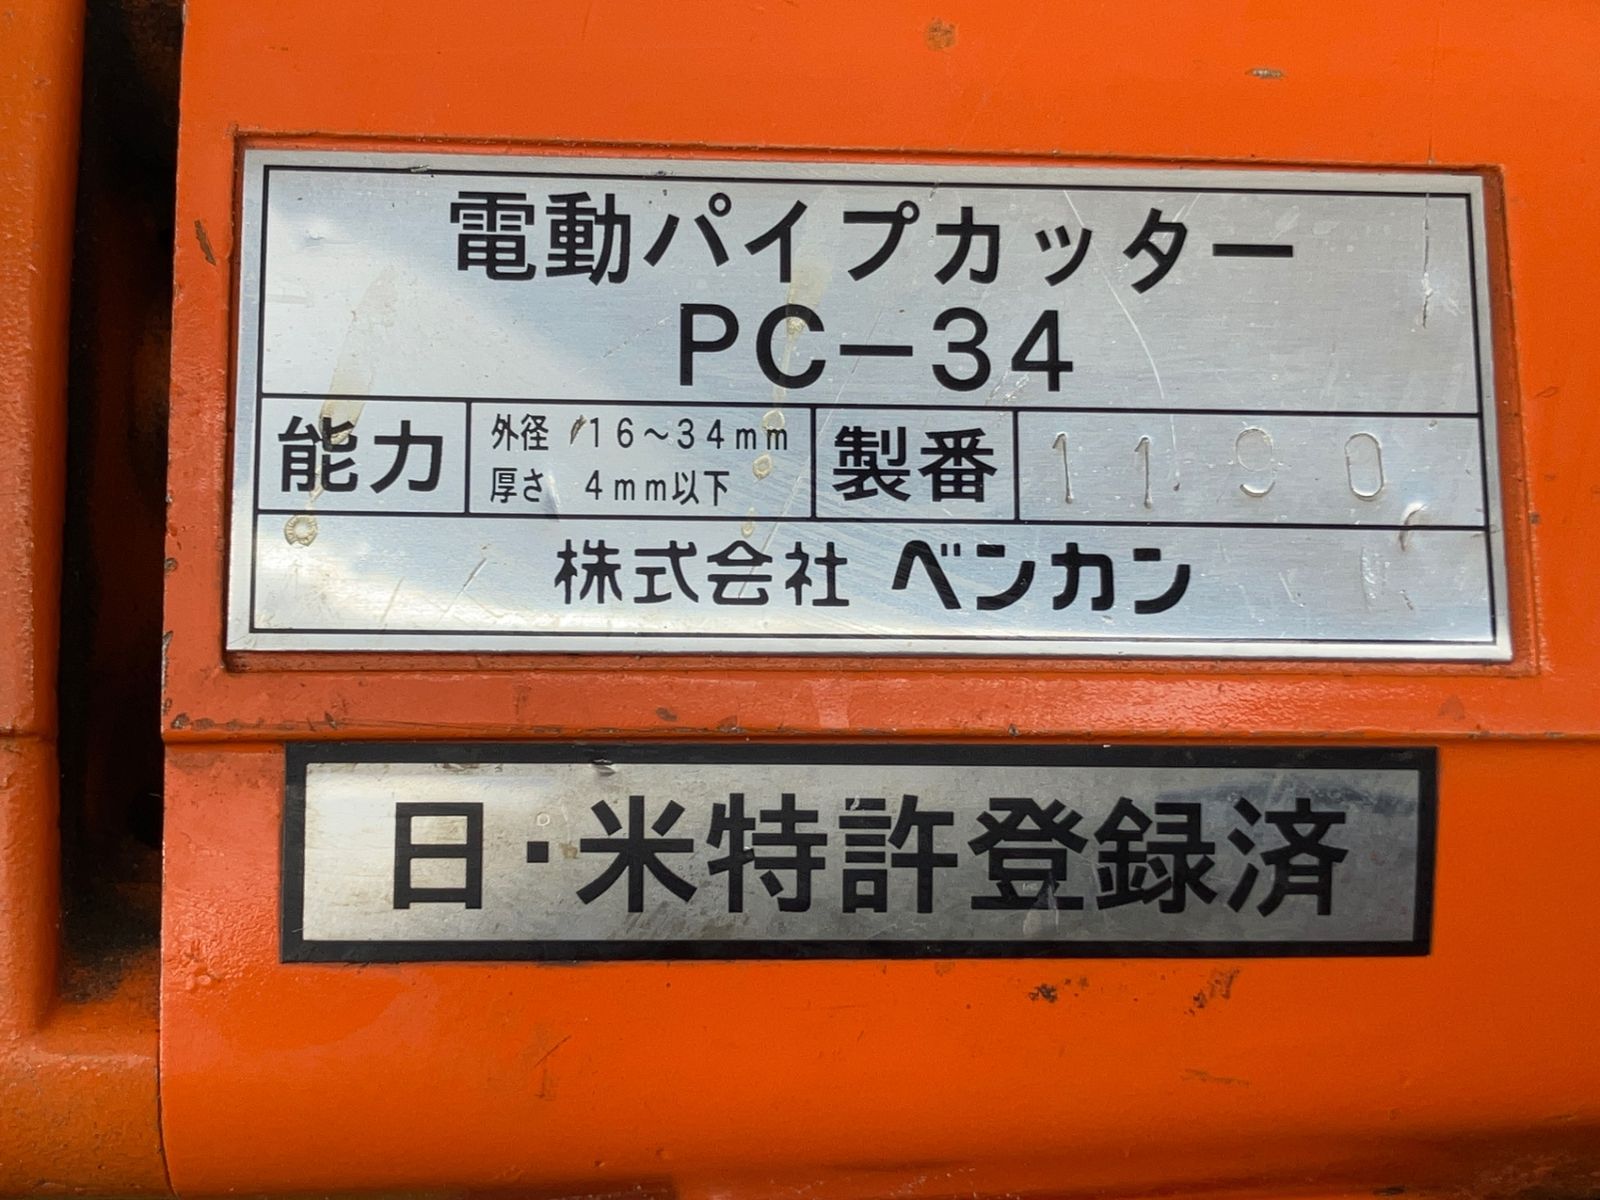 電動パイプカッター
PC-34
能力 外径 16～34mm 製番 1190
厚さ 4mm以下
株式会社 ベンカン
日・米特許登録済